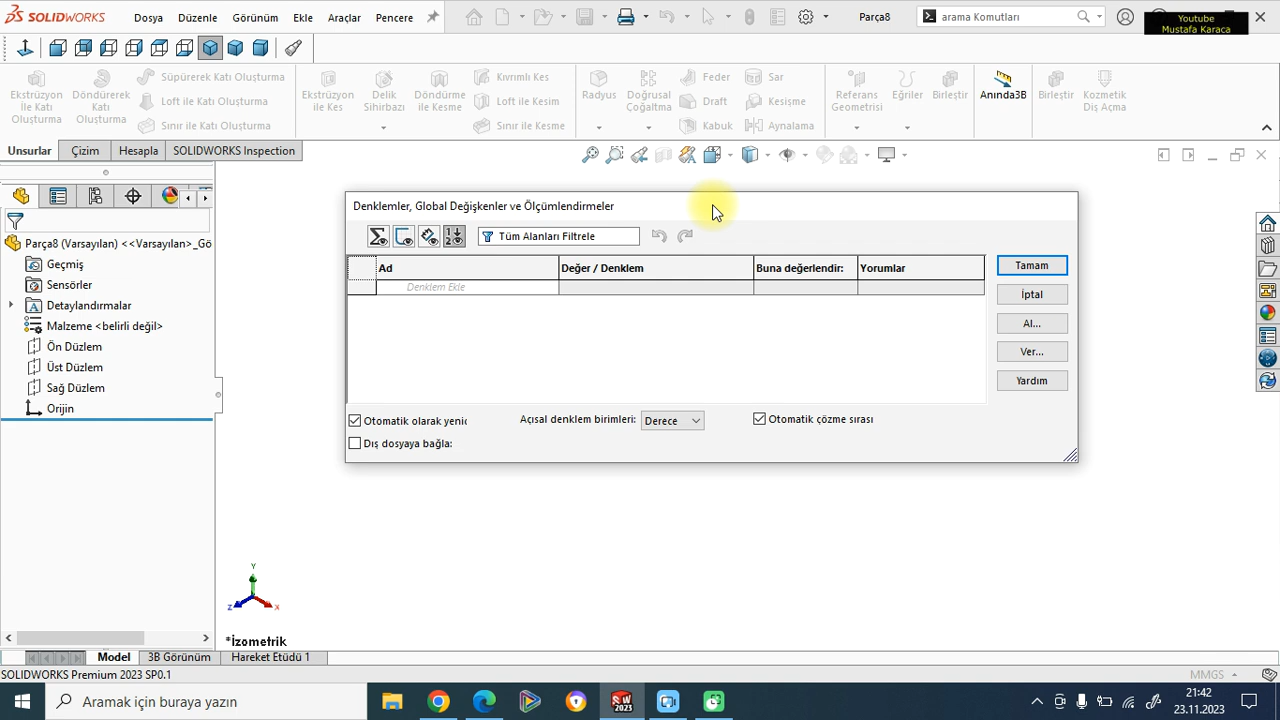 SOLIDWORKS
Dosya
Düzenle
Görünüm
Ekle
Araçlar
Pencere
Parça8
arama Komutları
Youtube
Mustafa Karaca
Ekstrüzyon
ile Katı
Oluşturma
Döndürerek
Katı
Oluşturma
Süpürerek Katı Oluşturma
Loft ile Katı Oluşturma
Sınır ile Katı Oluşturma
Ekstrüzyon
ile Kes
Delik
Sihirbazı
Döndürme
ile Kesme
Kıvrımlı Kes
Loft ile Kesim
Sınır ile Kesme
Radyus
Doğrusal
Çoğaltma
Feder
Draft
Kabuk
Sar
Kesişme
Aynalama
Referans
Geometrisi
Eğriler
Birleştir
Anında3B
Birleştir
Kozmetik
Diş Açma
Unsurlar
Çizim
Hesapla
SOLIDWORKS Inspection
Parça8 (Varsayılan) <<Varsayılan>_Gö
Geçmiş
Sensörler
Detaylandırmalar
Malzeme <belirli değil>
Ön Düzlem
Üst Düzlem
Sağ Düzlem
Orijin
Denklemler, Global Değişkenler ve Ölçümlendirmeler
Tüm Alanları Filtrele
Ad
Değer / Denklem
Buna değerlendir:
Yorumlar
Denklem Ekle
Tamam
İptal
Al...
Ver...
Yardım
Otomatik olarak yenic
Açısal denklem birimleri:
Derece
Otomatik çözme sırası
Dış dosyaya bağla:
Y
Z
X
*İzometrik
Model
3B Görünüm
Hareket Etüdü 1
SOLIDWORKS Premium 2023 SP0.1
MMGS
Aramak için buraya yazın
21:42
23.11.2023